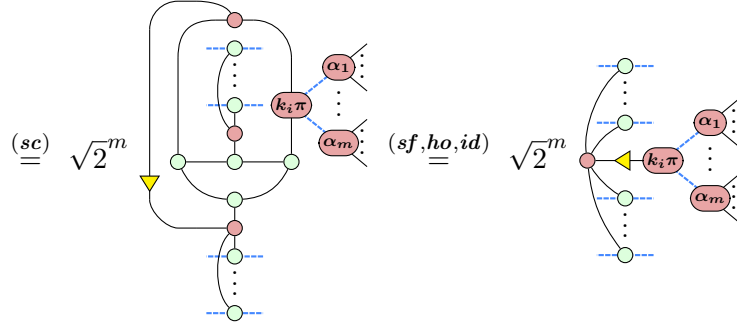 (sc)
=
√2^m
k_iπ
α_1
⋮
α_m
(sf,ho,id)
=
√2^m
k_iπ
α_1
⋮
α_m